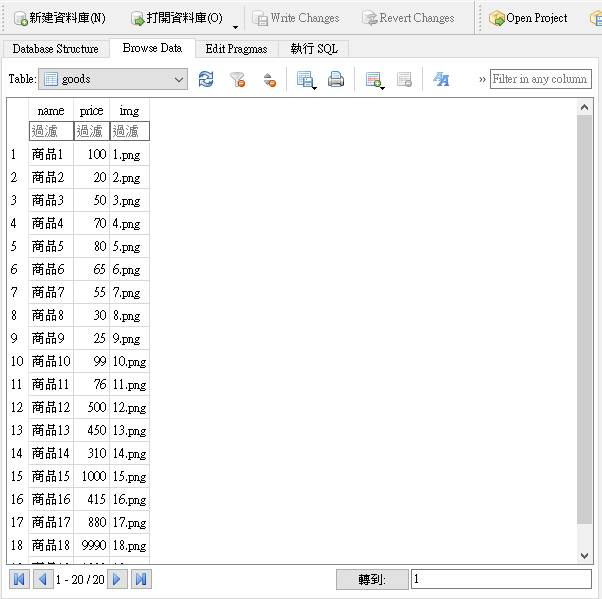 新建資料庫(N) 打開資料庫(O) Write Changes Revert Changes Open Project
Database Structure Browse Data Edit Pragmas 執行 SQL
Table: goods » Filter in any column
name price img
過濾 過濾 過濾
1 商品1 100 1.png
2 商品2 20 2.png
3 商品3 50 3.png
4 商品4 70 4.png
5 商品5 80 5.png
6 商品6 65 6.png
7 商品7 55 7.png
8 商品8 30 8.png
9 商品9 25 9.png
10 商品10 99 10.png
11 商品11 76 11.png
12 商品12 500 12.png
13 商品13 450 13.png
14 商品14 310 14.png
15 商品15 1000 15.png
16 商品16 415 16.png
17 商品17 880 17.png
18 商品18 9990 18.png
1 - 20 / 20 轉到: 1